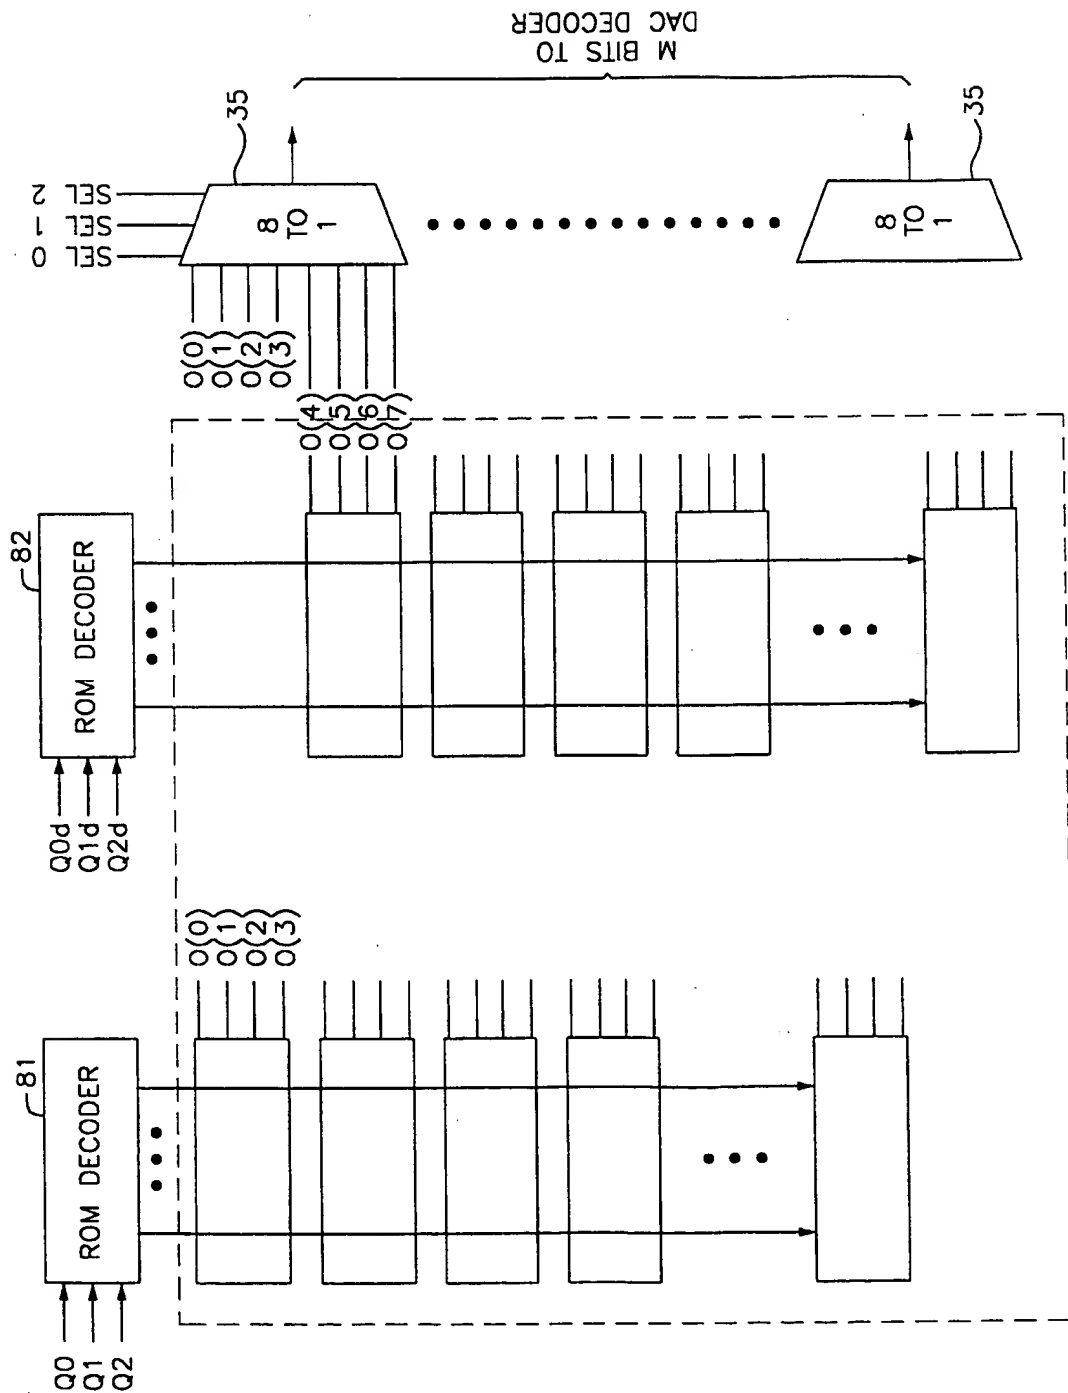 Q0
Q1
Q2
ROM DECODER
81
O(0)
O(1)
O(2)
O(3)
Q0d
Q1d
Q2d
ROM DECODER
82
O(4)
O(5)
O(6)
O(7)
O(0)
O(1)
O(2)
O(3)
SEL 0
SEL 1
SEL 2
8
TO
1
35
8
TO
1
35
M BITS TO
DAC DECODER